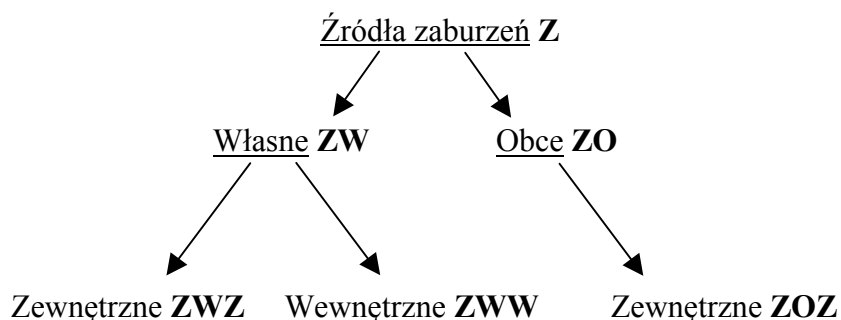 Źródła zaburzeń Z
Własne ZW Obce ZO
Zewnętrzne ZWZ Wewnętrzne ZWW Zewnętrzne ZOZ